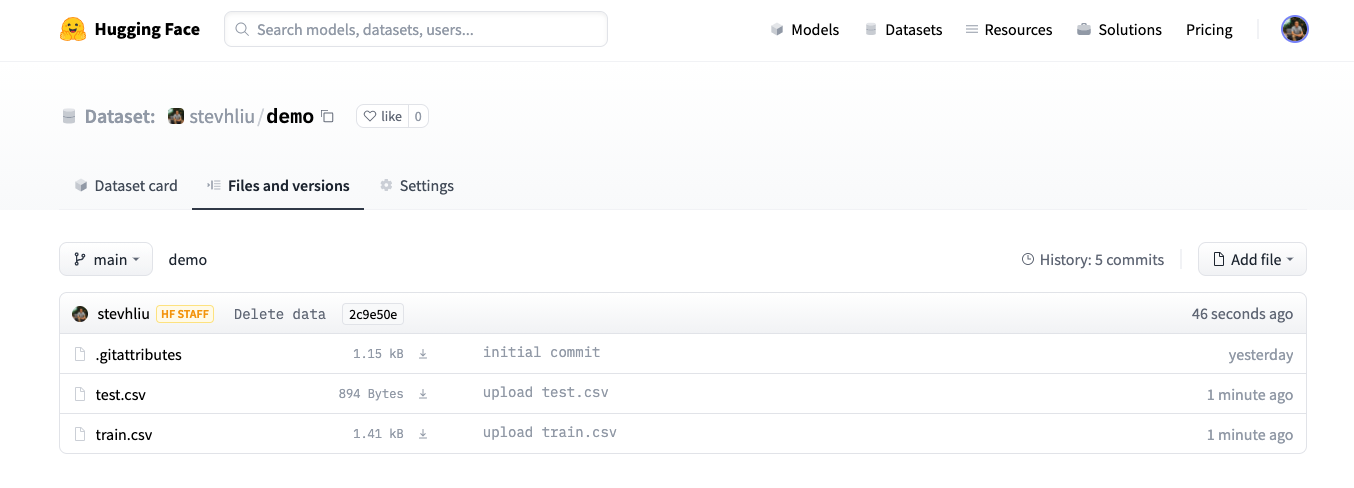 Hugging Face Search models, datasets, users... Models Datasets Resources Solutions Pricing
Dataset: stevhliu/demo like 0
Dataset card Files and versions Settings
main demo History: 5 commits Add file
stevhliu HF STAFF Delete data 2c9e50e 46 seconds ago
.gitattributes 1.15 kB initial commit yesterday
test.csv 894 Bytes upload test.csv 1 minute ago
train.csv 1.41 kB upload train.csv 1 minute ago